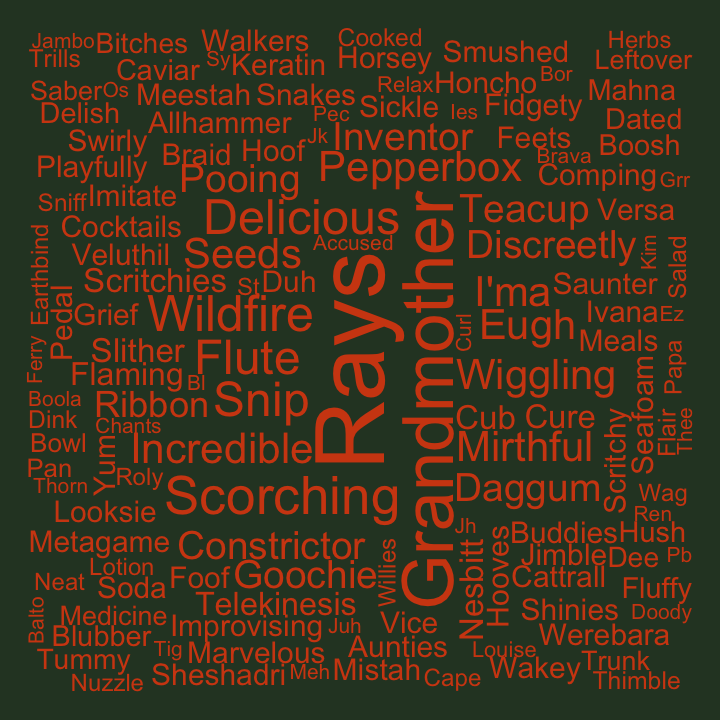 Jambo Bitches Walkers Cooked Herbs
Trills Caviar Sy Keratin Horsey Smushed Leftover
Saber Os Meestah Snakes Relax Honcho Bor Mahna
Delish Allhammer Pec Sickle Ies Fidgety Dated
Swirly Braid Hoof Jk Inventor Feets Boosh
Playfully Pooing Pepperbox Brava Comping Grr
Sniff Imitate Delicious Teacup Versa
Cocktails Accused Discreetly Kim Salad
Earthbind Veluthil Seeds Rays Grandmother
Scritchies St Duh I'ma Saunter
Pedal Grief Wildfire Curl Eugh Ivana Ez
Ferry Slither Flute Meals Papa
Flaming Bl Wiggling
Boola Ribbon Snip Seafoam
Dink Chants Cub Cure Flair Thee
Bowl Yum Incredible Mirthful Scritchy
Pan Roly
Thorn Scorching Daggum Wag
Looksie Ren
Metagame Constrictor Jh Buddies Hush
Lotion Willies Nesbitt Hooves Jimble Dee Pb
Neat Soda Foof Goochie Cattrall Fluffy
Balto Medicine Telekinesis Shinies Doody
Blubber Improvising Juh Vice Werebara
Tummy Tig Marvelous Aunties Louise Trunk
Nuzzle Sheshadri Meh Mistah Cape Wakey Thimble